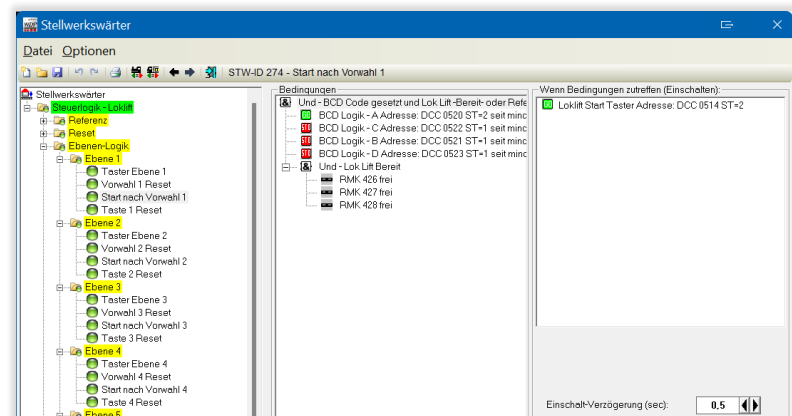 Stellwerkswärter
Datei Optionen
STW-ID 274 - Start nach Vorwahl 1
Stellwerkswärter
Steuerlogik - Loklift
Referenz
Reset
Ebenen-Logik
Ebene 1
Taster Ebene 1
Vorwahl 1 Reset
Start nach Vorwahl 1
Taste 1 Reset
Ebene 2
Taster Ebene 2
Vorwahl 2 Reset
Start nach Vorwahl 2
Taste 2 Reset
Ebene 3
Taster Ebene 3
Vorwahl 3 Reset
Start nach Vorwahl 3
Taste 3 Reset
Ebene 4
Taster Ebene 4
Vorwahl 4 Reset
Start nach Vorwahl 4
Taste 4 Reset
Ebene 5
Bedingungen
& Und - BCD Code gesetzt und Lok Lift -Bereit- oder Refe
BCD Logik - A Adresse: DCC 0520 ST=2 seit minc
BCD Logik - C Adresse: DCC 0522 ST=1 seit minc
BCD Logik - B Adresse: DCC 0521 ST=1 seit minc
BCD Logik - D Adresse: DCC 0523 ST=1 seit minc
& Und - Lok Lift Bereit
RMK 426 frei
RMK 427 frei
RMK 428 frei
Wenn Bedingungen zutreffen (Einschalten):
Loklift Start Taster Adresse: DCC 0514 ST=2
Einschalt-Verzögerung (sec): 0,5